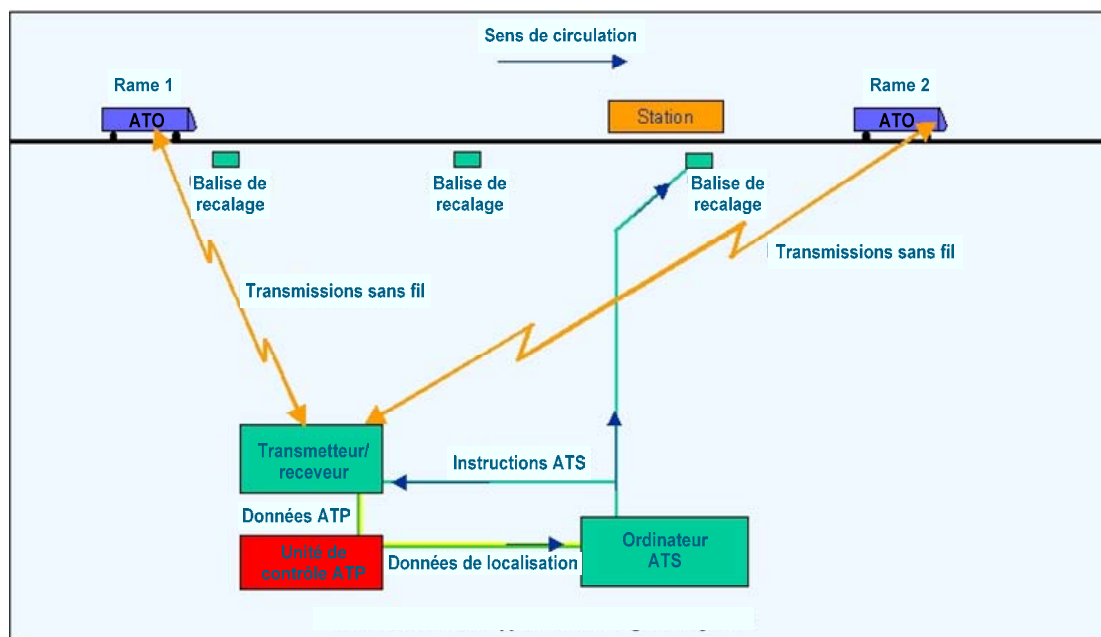 Sens de circulation
Rame 1
Rame 2
ATO
Station
ATO
Balise de
recalage
Balise de
recalage
Balise de
recalage
Transmissions sans fil
Transmissions sans fil
Transmetteur/
receveur
Instructions ATS
Données ATP
Unité de
contrôle ATP
Données de localisation
Ordinateur
ATS